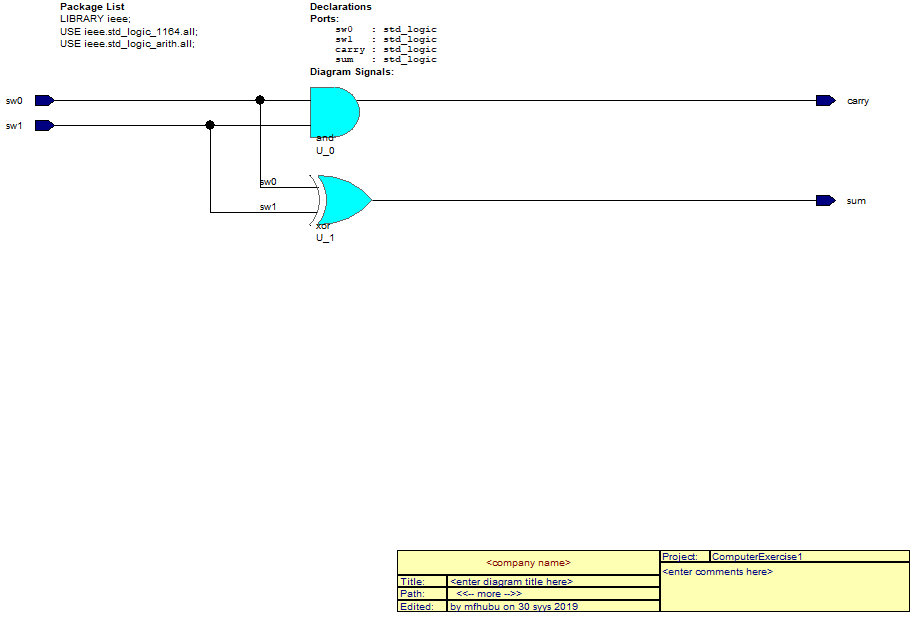 Package List
LIBRARY ieee;
USE ieee.std_logic_1164.all;
USE ieee.std_logic_arith.all;
Declarations
Ports:
sw0 : std_logic
sw1 : std_logic
carry : std_logic
sum : std_logic
Diagram Signals:
sw0
carry
sw1
and
U_0
sw0
sw1
sum
xor
U_1
<company name>
Project: ComputerExercise1
<enter comments here>
Title: <enter diagram title here>
Path: <<-- more -->>
Edited: by mfhubu on 30 syys 2019